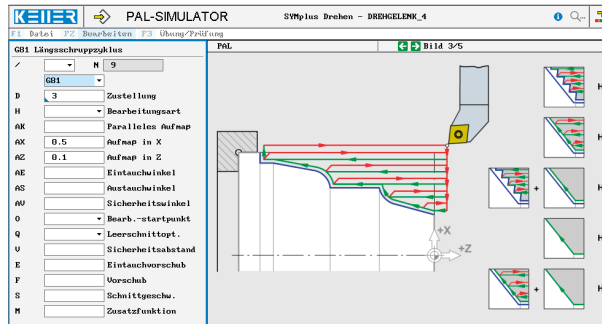 KELLER PAL-SIMULATOR SYMplus Drehen - DREHGELENK_4
F1 Datei F2 Bearbeiten F3 Übung/Prüfung
G81 Längsschruppzyklus
PAL Bild 3/5
/ N 9
G81
D 3 Zustellung
H Bearbeitungsart
AK Paralleles Aufmaß
AX 0.5 Aufmaß in X
AZ 0.1 Aufmaß in Z
AE Eintauchwinkel
AS Austauchwinkel
AV Sicherheitswinkel
O Bearb.-startpunkt
Q Leerschnittopt.
V Sicherheitsabstand
E Eintauchvorschub
F Vorschub
S Schnittgeschw.
M Zusatzfunktion
+X
+Z
H
H
+ H
H
+ H